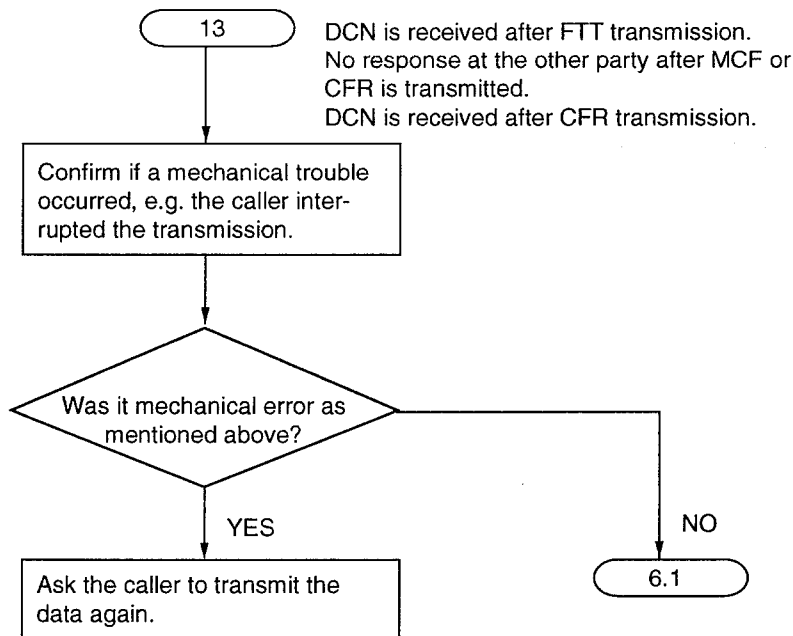 13
DCN is received after FTT transmission.
No response at the other party after MCF or
CFR is transmitted.
DCN is received after CFR transmission.
Confirm if a mechanical trouble
occurred, e.g. the caller inter-
rupted the transmission.
Was it mechanical error as
mentioned above?
YES
NO
Ask the caller to transmit the
data again.
6.1